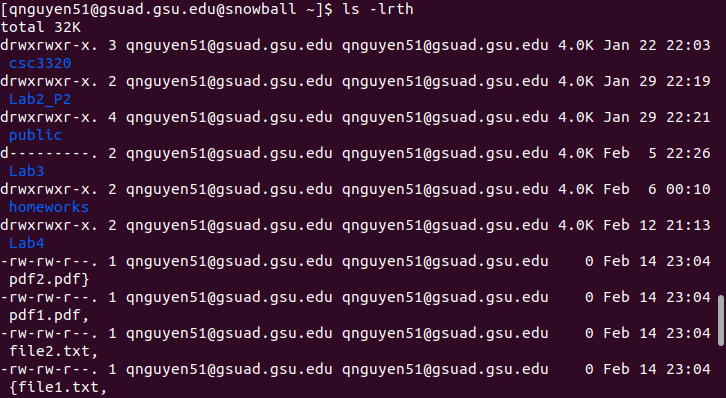 [qnguyen51@gsuad.gsu.edu@snowball ~]$ ls -lrth
total 32K
drwxrwxr-x. 3 qnguyen51@gsuad.gsu.edu qnguyen51@gsuad.gsu.edu 4.0K Jan 22 22:03
 csc3320
drwxrwxr-x. 2 qnguyen51@gsuad.gsu.edu qnguyen51@gsuad.gsu.edu 4.0K Jan 29 22:19
 Lab2_P2
drwxrwxr-x. 4 qnguyen51@gsuad.gsu.edu qnguyen51@gsuad.gsu.edu 4.0K Jan 29 22:21
 public
d---------. 2 qnguyen51@gsuad.gsu.edu qnguyen51@gsuad.gsu.edu 4.0K Feb  5 22:26
 Lab3
drwxrwxr-x. 2 qnguyen51@gsuad.gsu.edu qnguyen51@gsuad.gsu.edu 4.0K Feb  6 00:10
 homeworks
drwxrwxr-x. 2 qnguyen51@gsuad.gsu.edu qnguyen51@gsuad.gsu.edu 4.0K Feb 12 21:13
 Lab4
-rw-rw-r--. 1 qnguyen51@gsuad.gsu.edu qnguyen51@gsuad.gsu.edu    0 Feb 14 23:04
 pdf2.pdf}
-rw-rw-r--. 1 qnguyen51@gsuad.gsu.edu qnguyen51@gsuad.gsu.edu    0 Feb 14 23:04
 pdf1.pdf,
-rw-rw-r--. 1 qnguyen51@gsuad.gsu.edu qnguyen51@gsuad.gsu.edu    0 Feb 14 23:04
 file2.txt,
-rw-rw-r--. 1 qnguyen51@gsuad.gsu.edu qnguyen51@gsuad.gsu.edu    0 Feb 14 23:04
 {file1.txt,